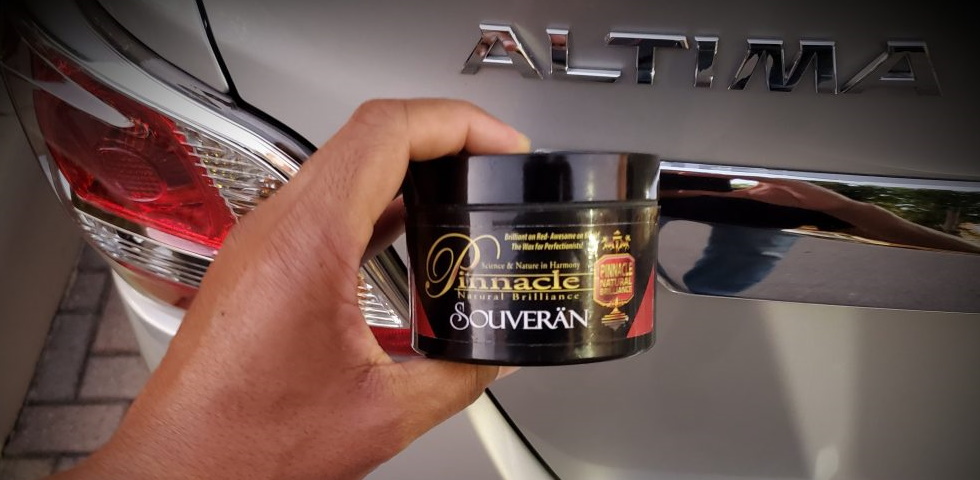 ALTIMA
Brilliant on Red- Awesome on
The Wax for Perfectionists!
Science & Nature in Harmony
Pinnacle
Natural Brilliance
SOUVERÄN
PINNACLE
NATURAL
BRILLIANCE